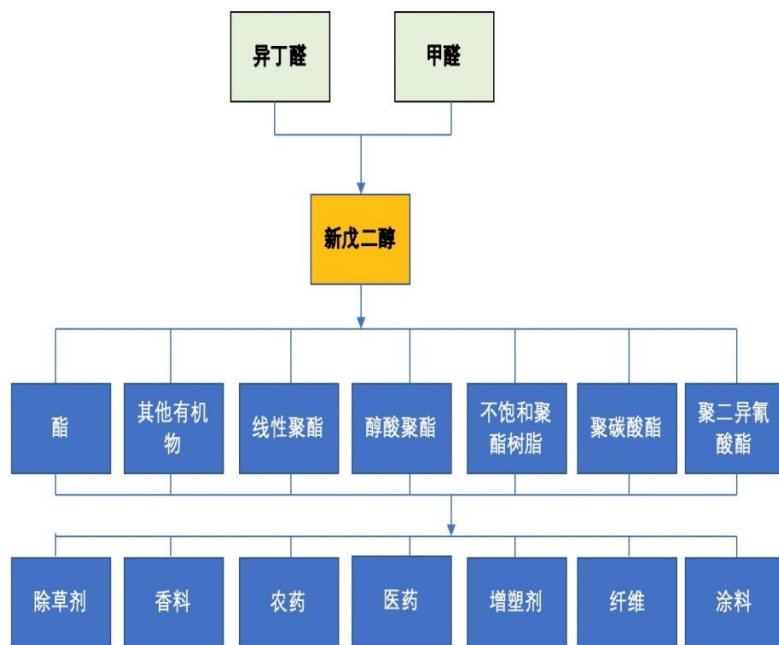 异丁醛
甲醛
新戊二醇
酯
其他有机
物
线性聚酯
醇酸聚酯
不饱和聚
酯树脂
聚碳酸酯
聚二异氰
酸酯
除草剂
香料
农药
医药
增塑剂
纤维
涂料